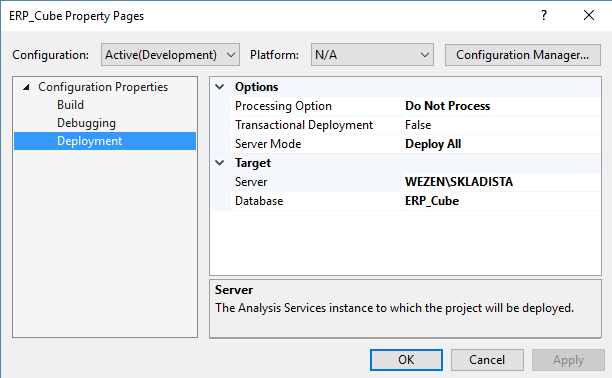 ERP_Cube Property Pages
? 
Configuration: Active(Development) Platform: N/A Configuration Manager...
Configuration Properties
Build
Debugging
Deployment
Options
Processing Option Do Not Process
Transactional Deployment False
Server Mode Deploy All
Target
Server WEZEN\SKLADISTA
Database ERP_Cube
Server
The Analysis Services instance to which the project will be deployed.
OK Cancel Apply